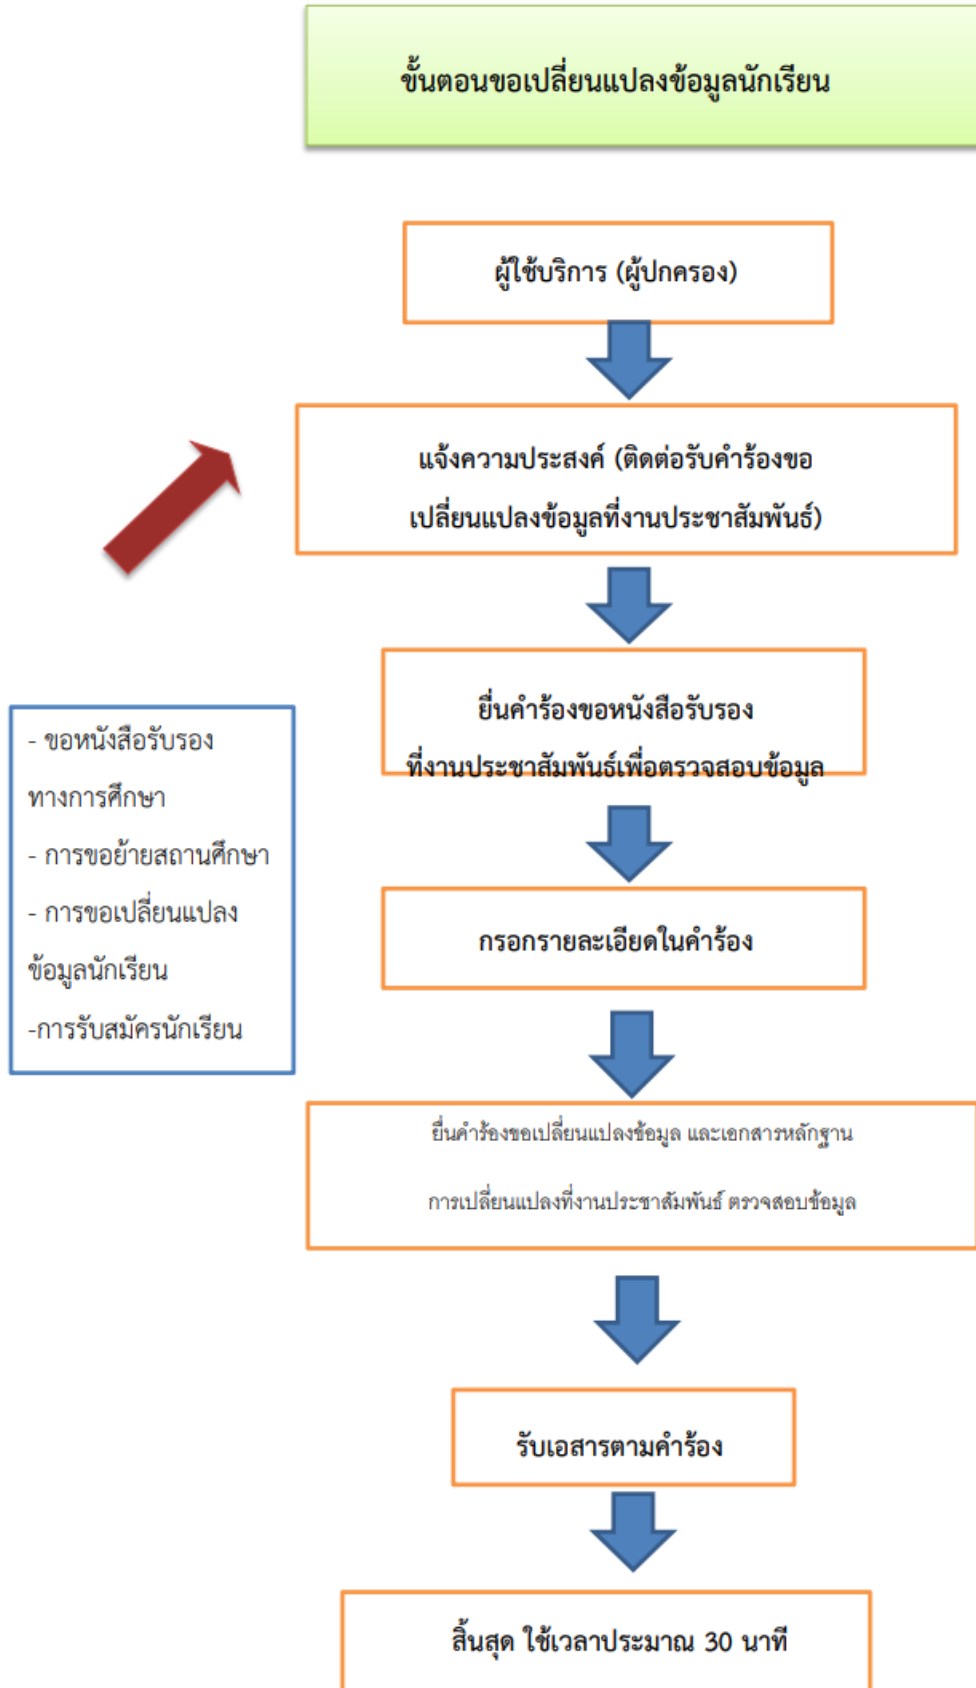 ขั้นตอนขอเปลี่ยนแปลงข้อมูลนักเรียน
ผู้ใช้บริการ (ผู้ปกครอง)
แจ้งความประสงค์ (ติดต่อรับคำร้องขอ
เปลี่ยนแปลงข้อมูลที่งานประชาสัมพันธ์)
ยื่นคำร้องขอหนังสือรับรอง
ที่งานประชาสัมพันธ์เพื่อตรวจสอบข้อมูล
- ขอหนังสือรับรอง
ทางการศึกษา
- การขอย้ายสถานศึกษา
- การขอเปลี่ยนแปลง
ข้อมูลนักเรียน
-การรับสมัครนักเรียน
กรอกรายละเอียดในคำร้อง
ยื่นคำร้องขอเปลี่ยนแปลงข้อมูล และเอกสารหลักฐาน
การเปลี่ยนแปลงที่งานประชาสัมพันธ์ ตรวจสอบข้อมูล
รับเอสารตามคำร้อง
สิ้นสุด ใช้เวลาประมาณ 30 นาที